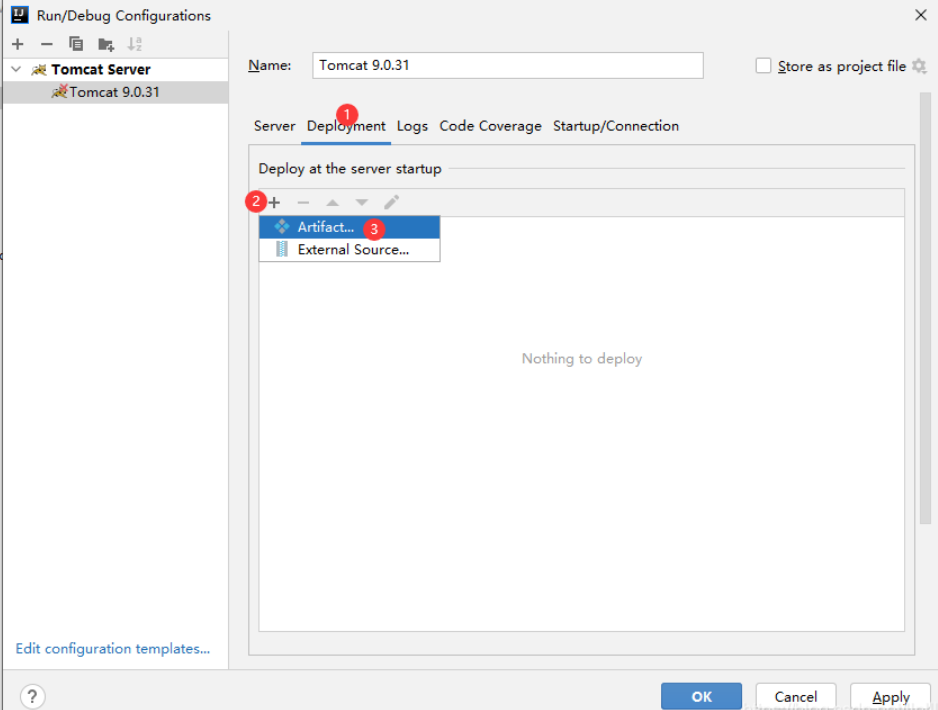 Run/Debug Configurations
Tomcat Server
Tomcat 9.0.31
Name: Tomcat 9.0.31
Store as project file
1
Server Deployment Logs Code Coverage Startup/Connection
Deploy at the server startup
2
Artifact... 3
External Source...
Nothing to deploy
Edit configuration templates...
? OK Cancel Apply